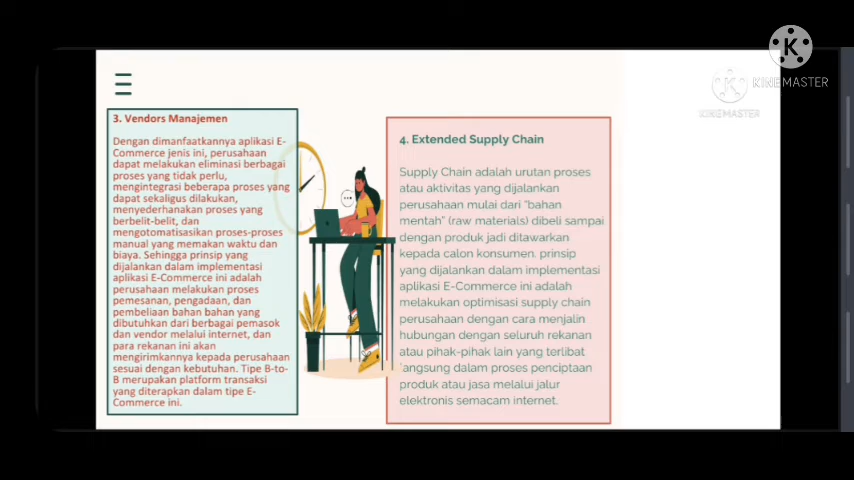 K
KINEMASTER
K
KINEMASTER
3. Vendors Manajemen
Dengan dimanfaatkannya aplikasi E-
Commerce jenis ini, perusahaan
dapat melakukan eliminasi berbagai
proses yang tidak perlu,
mengintegrasi beberapa proses yang
dapat sekaligus dilakukan,
menyederhanakan proses yang
berbelit-belit, dan
mengotomatisasikan proses-proses
manual yang memakan waktu dan
biaya. Sehingga prinsip yang
dijalankan dalam implementasi
aplikasi E-Commerce ini adalah
perusahaan melakukan proses
pemesanan, pengadaan, dan
pembeliaan bahan bahan yang
dibutuhkan dari berbagai pemasok
dan vendor melalui internet, dan
para rekanan ini akan
mengirimkannya kepada perusahaan
sesuai dengan kebutuhan. Tipe B-to-
B merupakan platform transaksi
yang diterapkan dalam tipe E-
Commerce ini.
4. Extended Supply Chain
Supply Chain adalah urutan proses
atau aktivitas yang dijalankan
perusahaan mulai dari "bahan
mentah" (raw materials) dibeli sampai
dengan produk jadi ditawarkan
kepada calon konsumen. prinsip
yang dijalankan dalam implementasi
aplikasi E-Commerce ini adalah
melakukan optimisasi supply chain
perusahaan dengan cara menjalin
hubungan dengan seluruh rekanan
atau pihak-pihak lain yang terlibat
langsung dalam proses penciptaan
produk atau jasa melalui jalur
elektronis semacam internet.